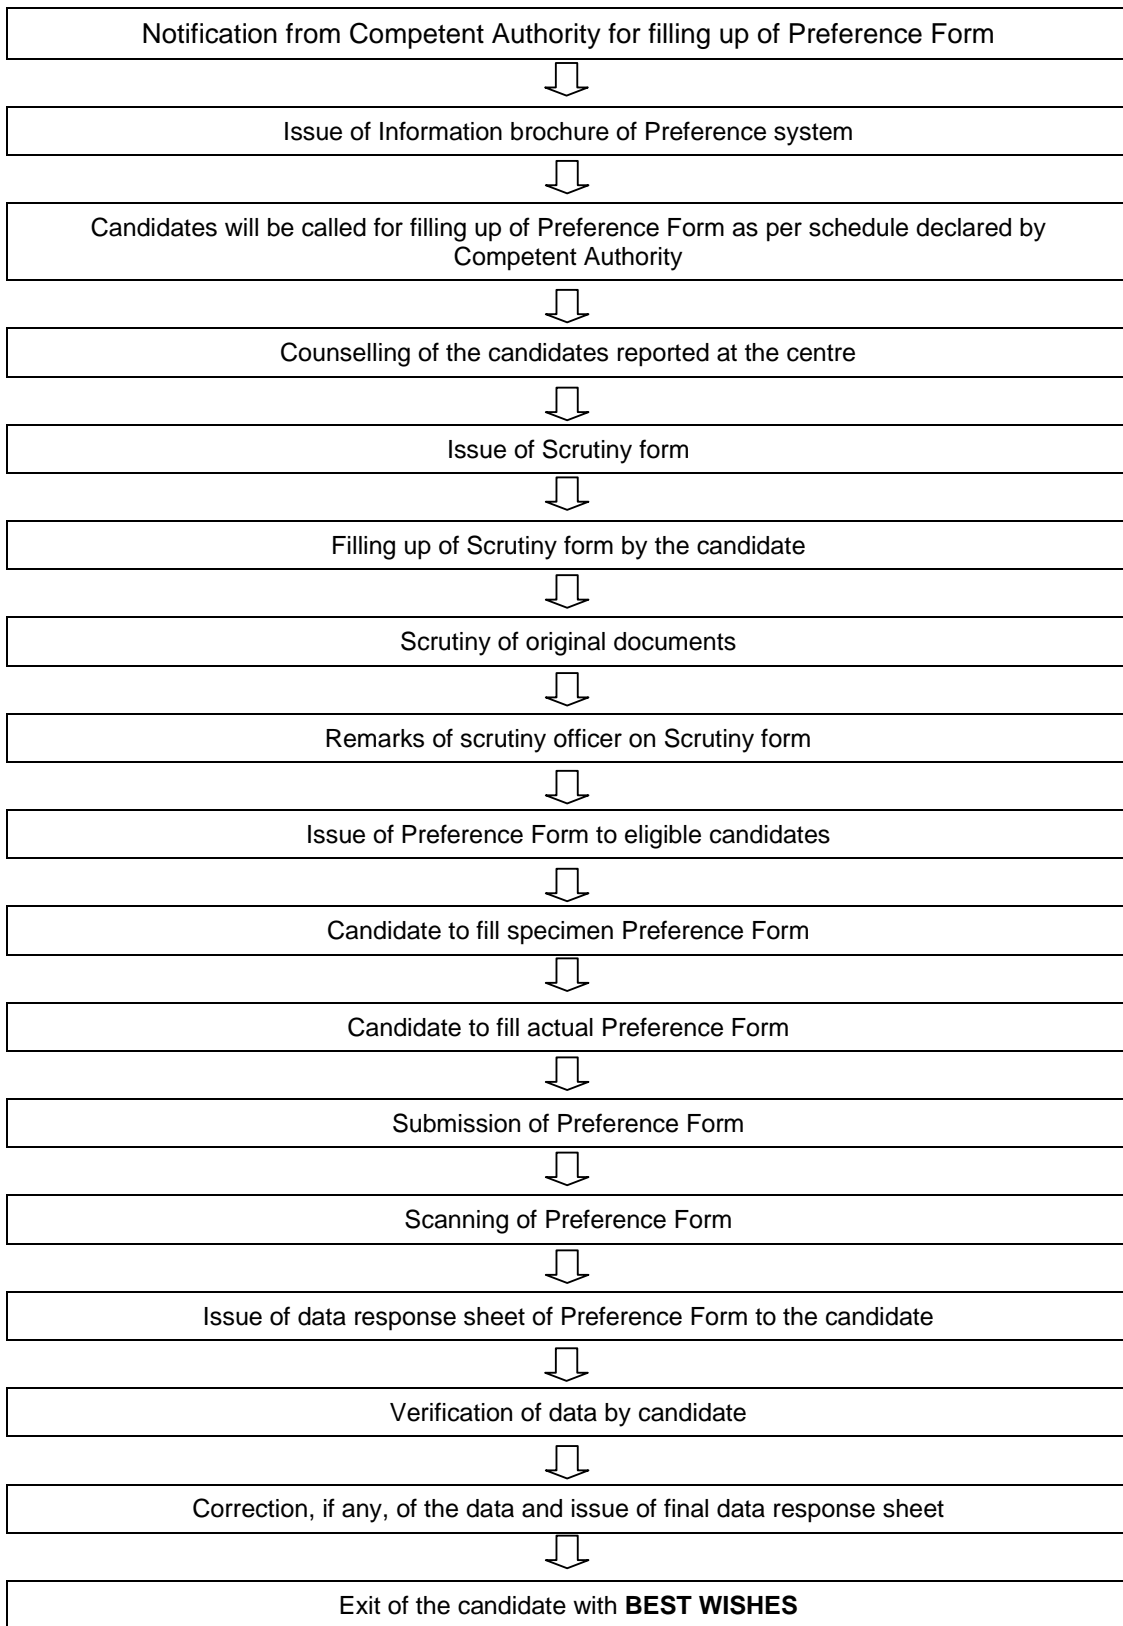 Notification from Competent Authority for filling up of Preference Form
Issue of Information brochure of Preference system
Candidates will be called for filling up of Preference Form as per schedule declared by
Competent Authority
Counselling of the candidates reported at the centre
Issue of Scrutiny form
Filling up of Scrutiny form by the candidate
Scrutiny of original documents
Remarks of scrutiny officer on Scrutiny form
Issue of Preference Form to eligible candidates
Candidate to fill specimen Preference Form
Candidate to fill actual Preference Form
Submission of Preference Form
Scanning of Preference Form
Issue of data response sheet of Preference Form to the candidate
Verification of data by candidate
Correction, if any, of the data and issue of final data response sheet
Exit of the candidate with BEST WISHES